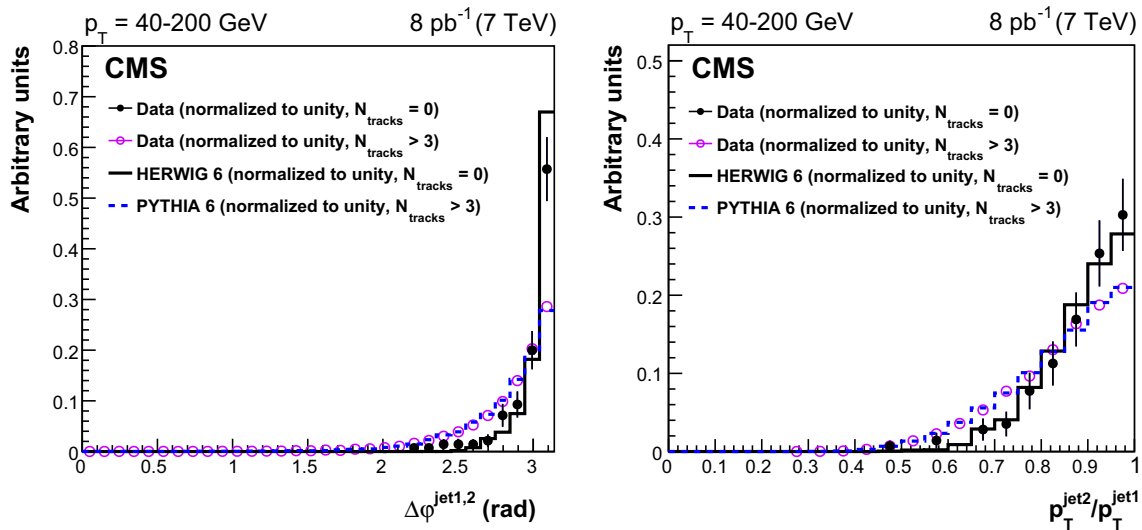 p_T = 40-200 GeV 8 pb⁻¹ (7 TeV)
CMS
Data (normalized to unity, N_tracks = 0)
Data (normalized to unity, N_tracks > 3)
HERWIG 6 (normalized to unity, N_tracks = 0)
PYTHIA 6 (normalized to unity, N_tracks > 3)
Arbitrary units
0.8
0.7
0.6
0.5
0.4
0.3
0.2
0.1
0
0 0.5 1 1.5 2 2.5 3
Δφ^jet1,2 (rad)
p_T = 40-200 GeV 8 pb⁻¹ (7 TeV)
CMS
Data (normalized to unity, N_tracks = 0)
Data (normalized to unity, N_tracks > 3)
HERWIG 6 (normalized to unity, N_tracks = 0)
PYTHIA 6 (normalized to unity, N_tracks > 3)
Arbitrary units
0.5
0.4
0.3
0.2
0.1
0
0 0.1 0.2 0.3 0.4 0.5 0.6 0.7 0.8 0.9 1
p_T^jet2/p_T^jet1